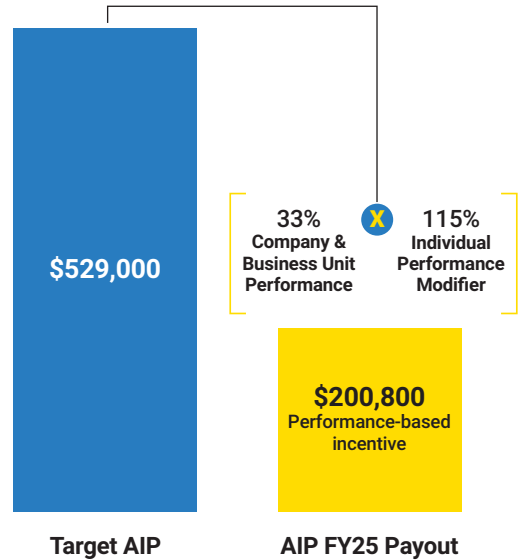 $529,000
33%
Company &
Business Unit
Performance
X
115%
Individual
Performance
Modifier
$200,800
Performance-based
incentive
Target AIP
AIP FY25 Payout